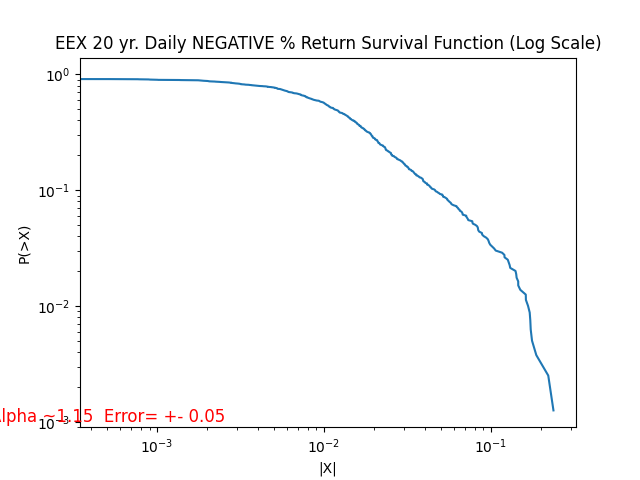 EEX 20 yr. Daily NEGATIVE % Return Survival Function (Log Scale)
10⁰
10⁻¹
10⁻²
10⁻³
P(>X)
lpha ~1.15 Error= +- 0.05
10⁻³ 10⁻² 10⁻¹
|X|